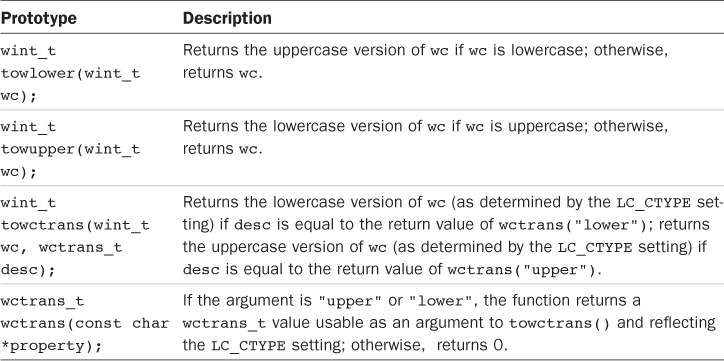 Prototype Description
wint_t Returns the uppercase version of wc if wc is lowercase; otherwise,
towlower(wint_t returns wc.
wc);
wint_t Returns the lowercase version of wc if wc is uppercase; otherwise,
towupper(wint_t returns wc.
wc);
wint_t Returns the lowercase version of wc (as determined by the LC_CTYPE set-
towctrans(wint_t ting) if desc is equal to the return value of wctrans("lower"); returns
wc, wctrans_t the uppercase version of wc (as determined by the LC_CTYPE setting) if
desc); desc is equal to the return value of wctrans("upper").
wctrans_t If the argument is "upper" or "lower", the function returns a
wctrans(const char wctrans_t value usable as an argument to towctrans() and reflecting
*property); the LC_CTYPE setting; otherwise, returns 0.